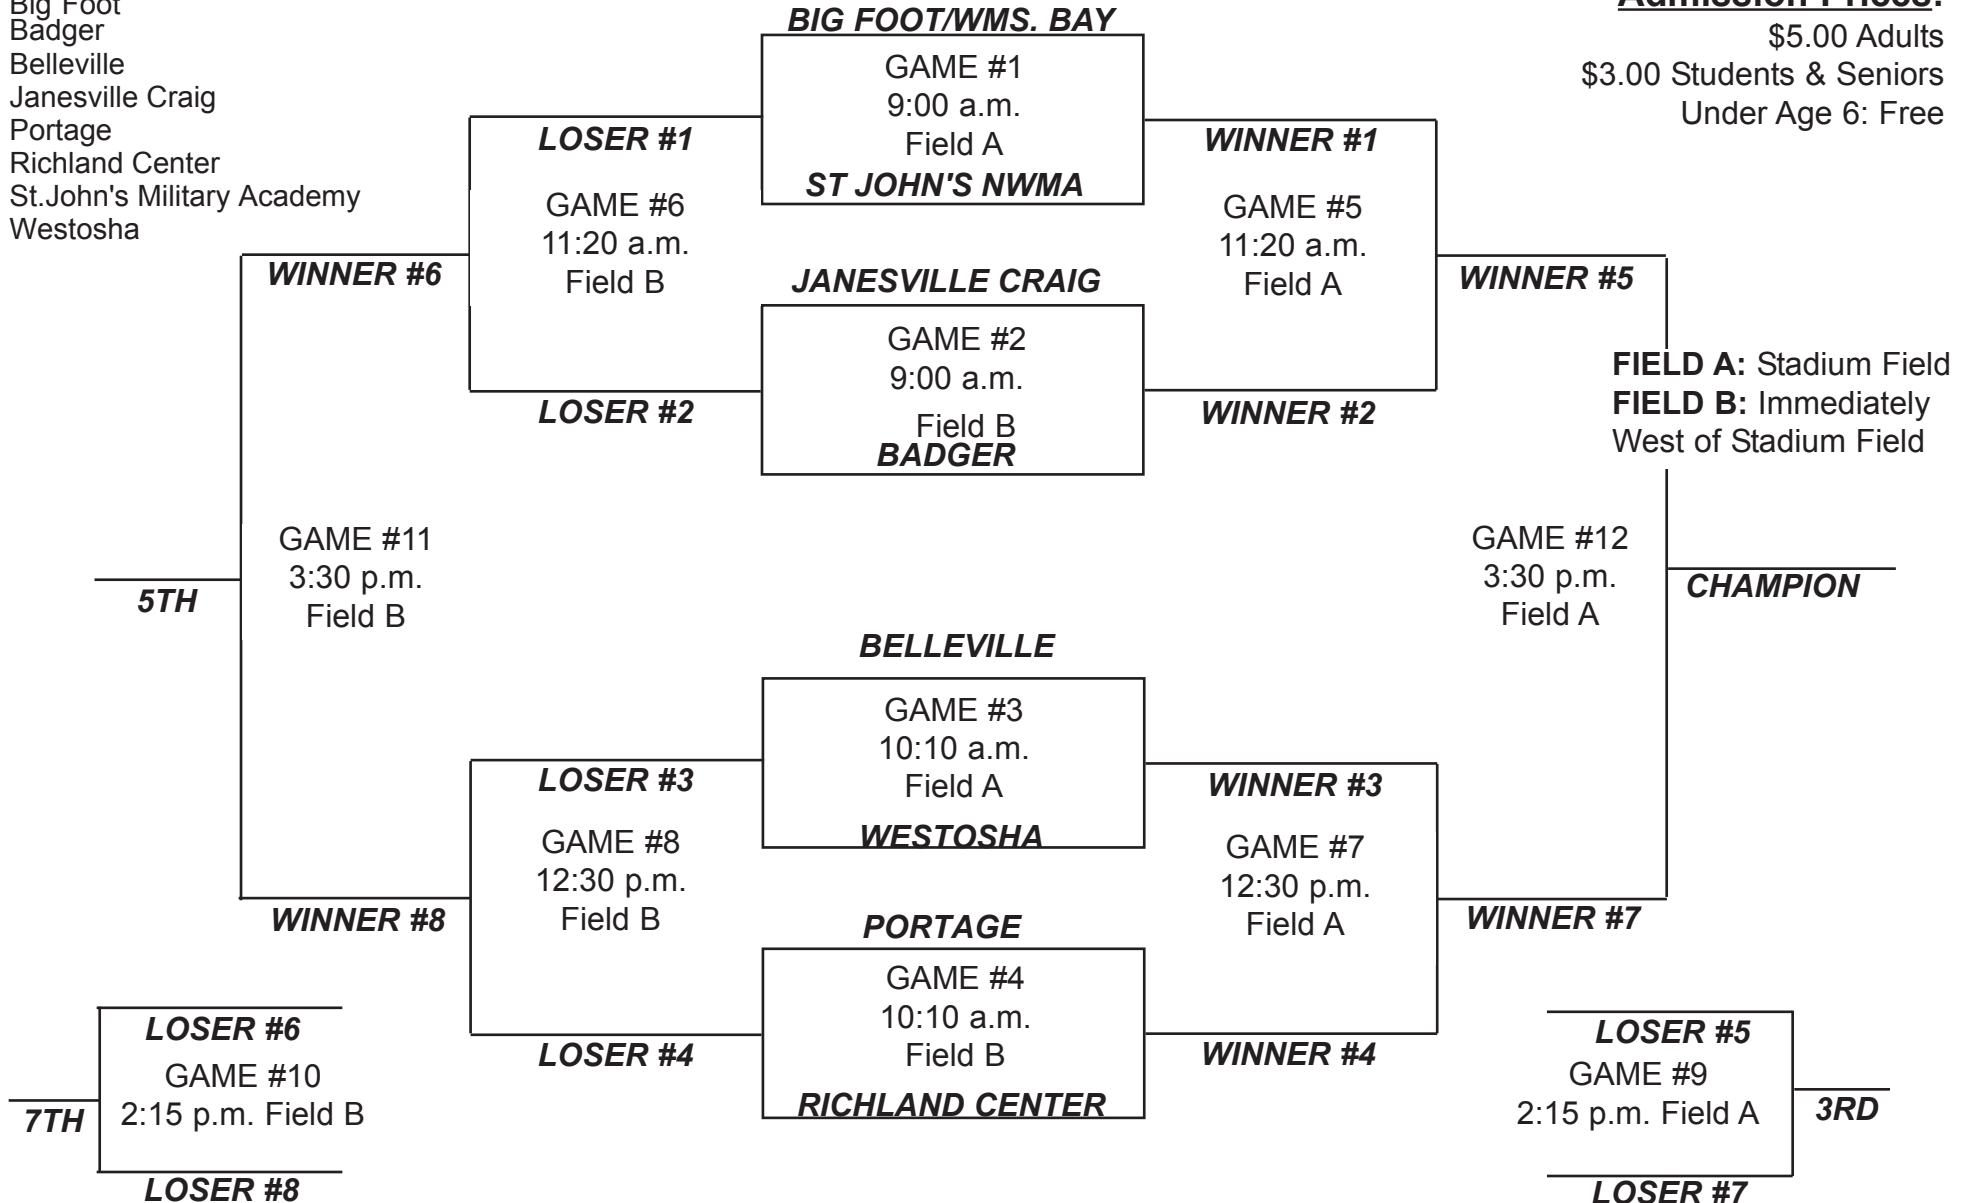 Big Foot
Badger
Belleville
Janesville Craig
Portage
Richland Center
St.John's Military Academy
Westosha
Admission Prices:
$5.00 Adults
$3.00 Students & Seniors
Under Age 6: Free
BIG FOOT/WMS. BAY
GAME #1
9:00 a.m.
Field A
ST JOHN'S NWMA
LOSER #1
GAME #6
11:20 a.m.
Field B
LOSER #2
WINNER #1
GAME #5
11:20 a.m.
Field A
WINNER #2
JANESVILLE CRAIG
GAME #2
9:00 a.m.
Field B
BADGER
WINNER #6
WINNER #5
FIELD A: Stadium Field
FIELD B: Immediately
West of Stadium Field
GAME #11
3:30 p.m.
Field B
5TH
GAME #12
3:30 p.m.
Field A
CHAMPION
BELLEVILLE
GAME #3
10:10 a.m.
Field A
WESTOSHA
LOSER #3
GAME #8
12:30 p.m.
Field B
LOSER #4
WINNER #3
GAME #7
12:30 p.m.
Field A
WINNER #4
WINNER #8
WINNER #7
PORTAGE
GAME #4
10:10 a.m.
Field B
RICHLAND CENTER
LOSER #6
GAME #10
2:15 p.m. Field B
7TH
LOSER #8
LOSER #5
GAME #9
2:15 p.m. Field A
3RD
LOSER #7